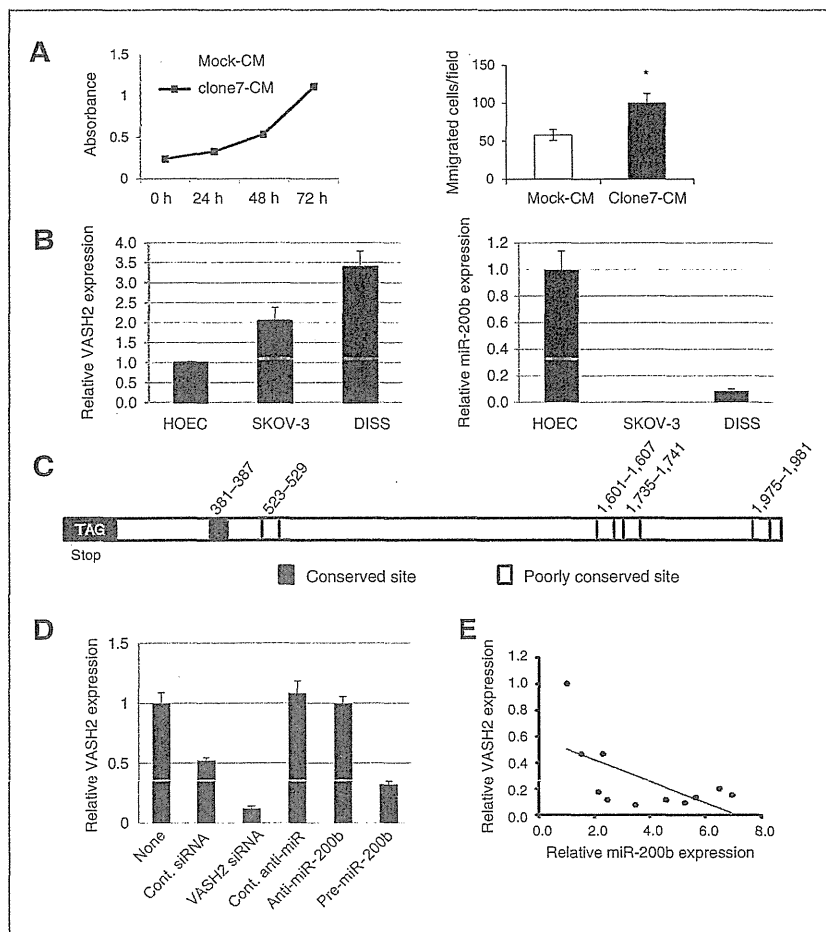 A
Absorbance
1.5
1
0.5
0
Mock-CM
clone7-CM
0 h 24 h 48 h 72 h
Mmigrated cells/field
150
100
50
0
*
Mock-CM Clone7-CM
B
Relative VASH2 expression
4.0
3.5
3.0
2.5
2.0
1.5
1.0
0.5
0.0
HOEC SKOV-3 DISS
Relative miR-200b expression
1.2
1.0
0.8
0.6
0.4
0.2
0.0
HOEC SKOV-3 DISS
C
381–387
523–529
1,601–1,607
1,735–1,741
1,975–1,981
TAG
Stop
Conserved site
Poorly conserved site
D
Relative VASH2 expression
1.5
1
0.5
0
None
Cont. siRNA
VASH2 siRNA
Cont. anti-miR
Anti-miR-200b
Pre-miR-200b
E
Relative VASH2 expression
1.2
1.0
0.8
0.6
0.4
0.2
0.0
0.0 2.0 4.0 6.0 8.0
Relative miR-200b expression